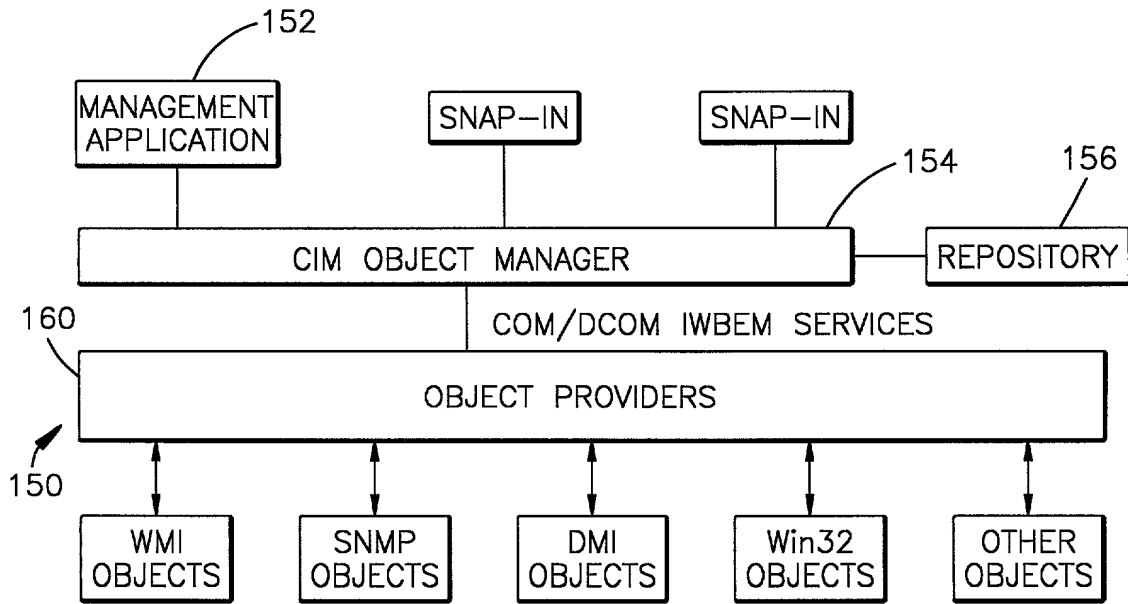 152
MANAGEMENT
APPLICATION
SNAP-IN
SNAP-IN
154
156
CIM OBJECT MANAGER
REPOSITORY
160
COM/DCOM IWBEM SERVICES
OBJECT PROVIDERS
150
WMI
OBJECTS
SNMP
OBJECTS
DMI
OBJECTS
Win32
OBJECTS
OTHER
OBJECTS